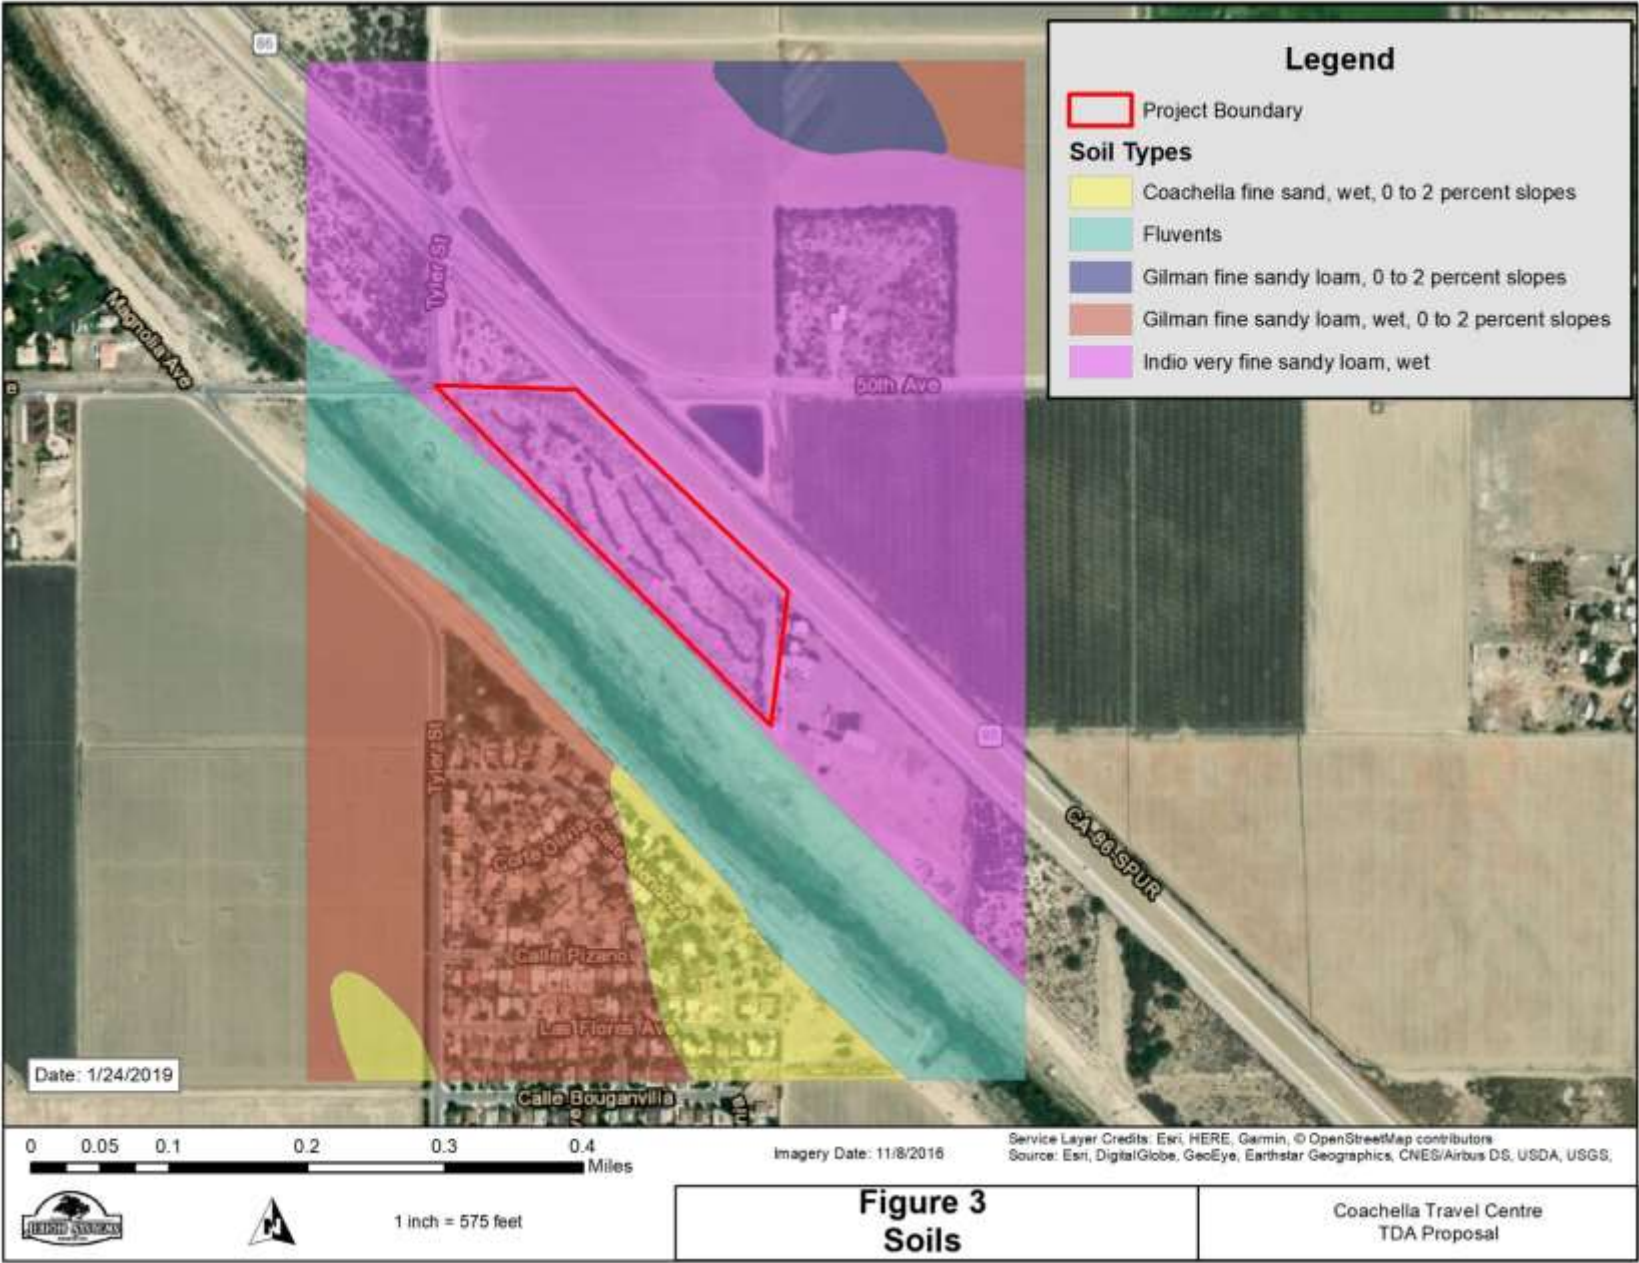 Legend
Project Boundary
Soil Types
Coachella fine sand, wet, 0 to 2 percent slopes
Fluvents
Gilman fine sandy loam, 0 to 2 percent slopes
Gilman fine sandy loam, wet, 0 to 2 percent slopes
Indio very fine sandy loam, wet
86
Tyler St
Magnolia Ave
e
50th Ave
Tyler St
CA-86-SPUR
Calle Pizano
Las Flores Ave
Calle Bouganvilla
Date: 1/24/2019
0 0.05 0.1 0.2 0.3 0.4
Miles
Imagery Date: 11/8/2016
Service Layer Credits: Esri, HERE, Garmin, © OpenStreetMap contributors
Source: Esri, DigitalGlobe, GeoEye, Earthstar Geographics, CNES/Airbus DS, USDA, USGS,
N
1 inch = 575 feet
Figure 3
Soils
Coachella Travel Centre
TDA Proposal